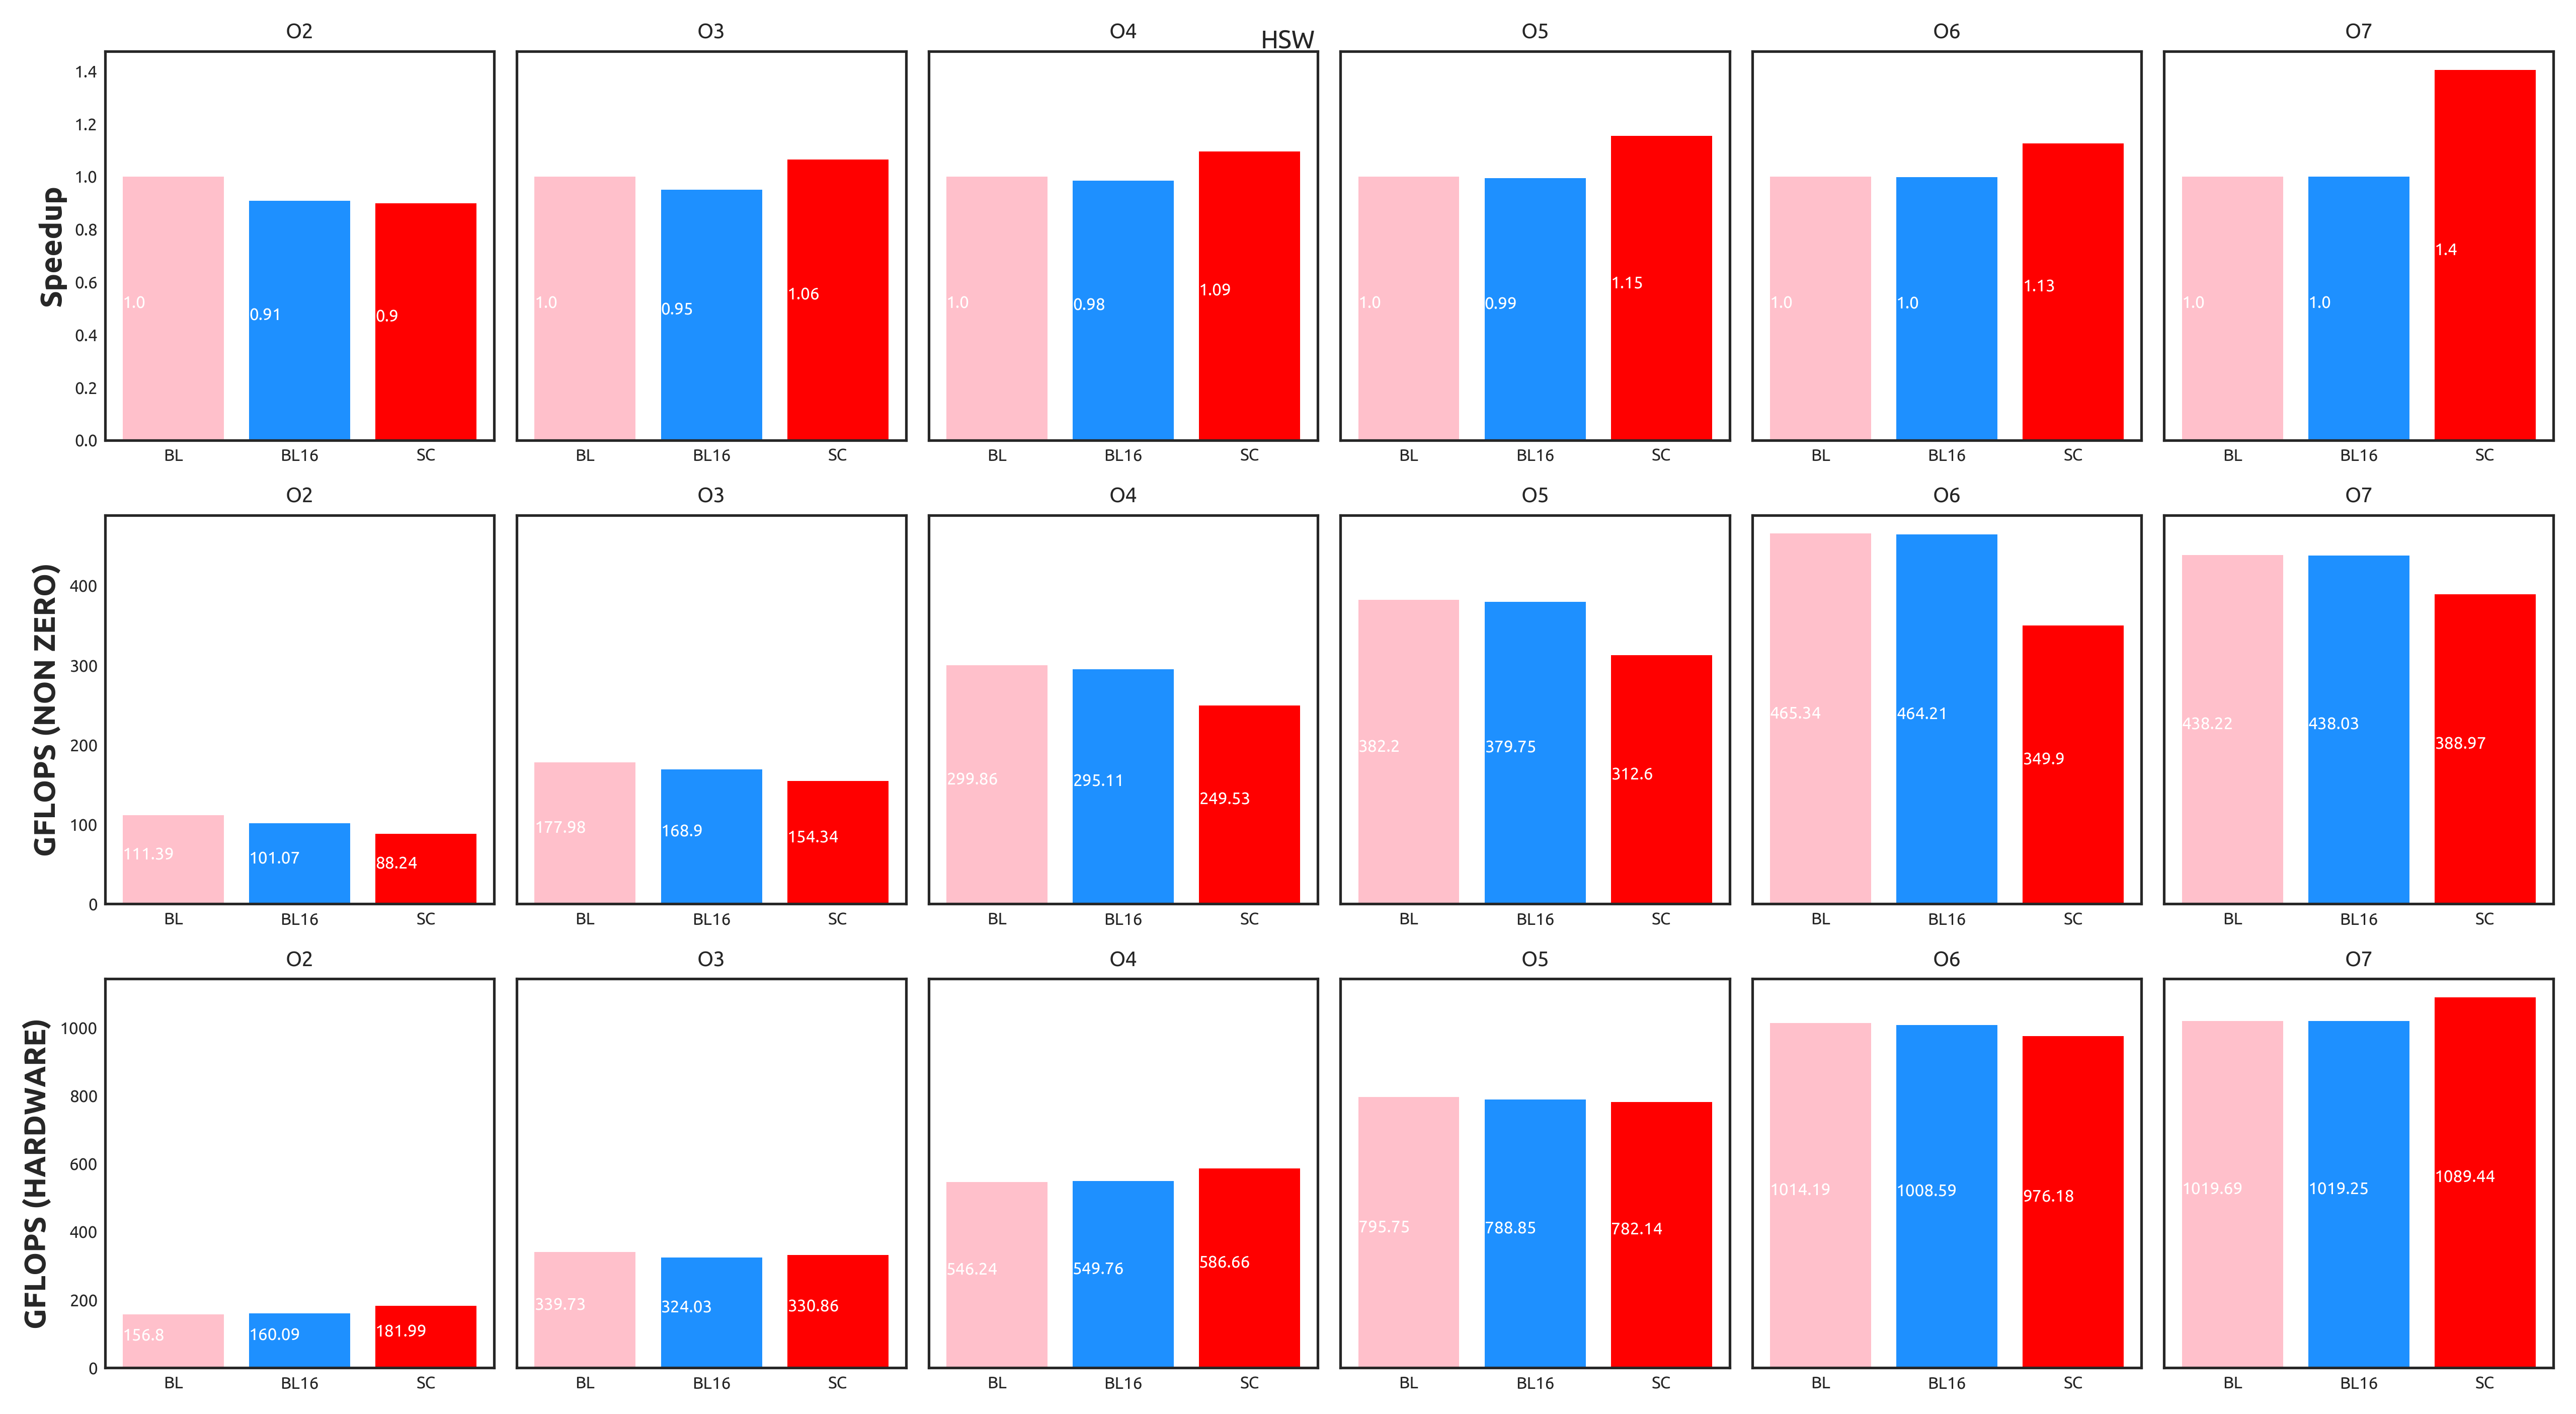 HSW
O2 O3 O4 O5 O6 O7
Speedup
1.4
1.2
1.0
0.8
0.6
0.4
0.2
0.0
1.0 0.91 0.9 1.0 0.95 1.06 1.0 0.98 1.09 1.0 0.99 1.15 1.0 1.0 1.13 1.0 1.0 1.4
BL BL16 SC BL BL16 SC BL BL16 SC BL BL16 SC BL BL16 SC BL BL16 SC
O2 O3 O4 O5 O6 O7
GFLOPS (NON ZERO)
400
300
200
100
0
111.39 101.07 88.24 177.98 168.9 154.34 299.86 295.11 249.53 382.2 379.75 312.6 465.34 464.21 349.9 438.22 438.03 388.97
BL BL16 SC BL BL16 SC BL BL16 SC BL BL16 SC BL BL16 SC BL BL16 SC
O2 O3 O4 O5 O6 O7
GFLOPS (HARDWARE)
1000
800
600
400
200
0
156.8 160.09 181.99 339.73 324.03 330.86 546.24 549.76 586.66 795.75 788.85 782.14 1014.19 1008.59 976.18 1019.69 1019.25 1089.44
BL BL16 SC BL BL16 SC BL BL16 SC BL BL16 SC BL BL16 SC BL BL16 SC